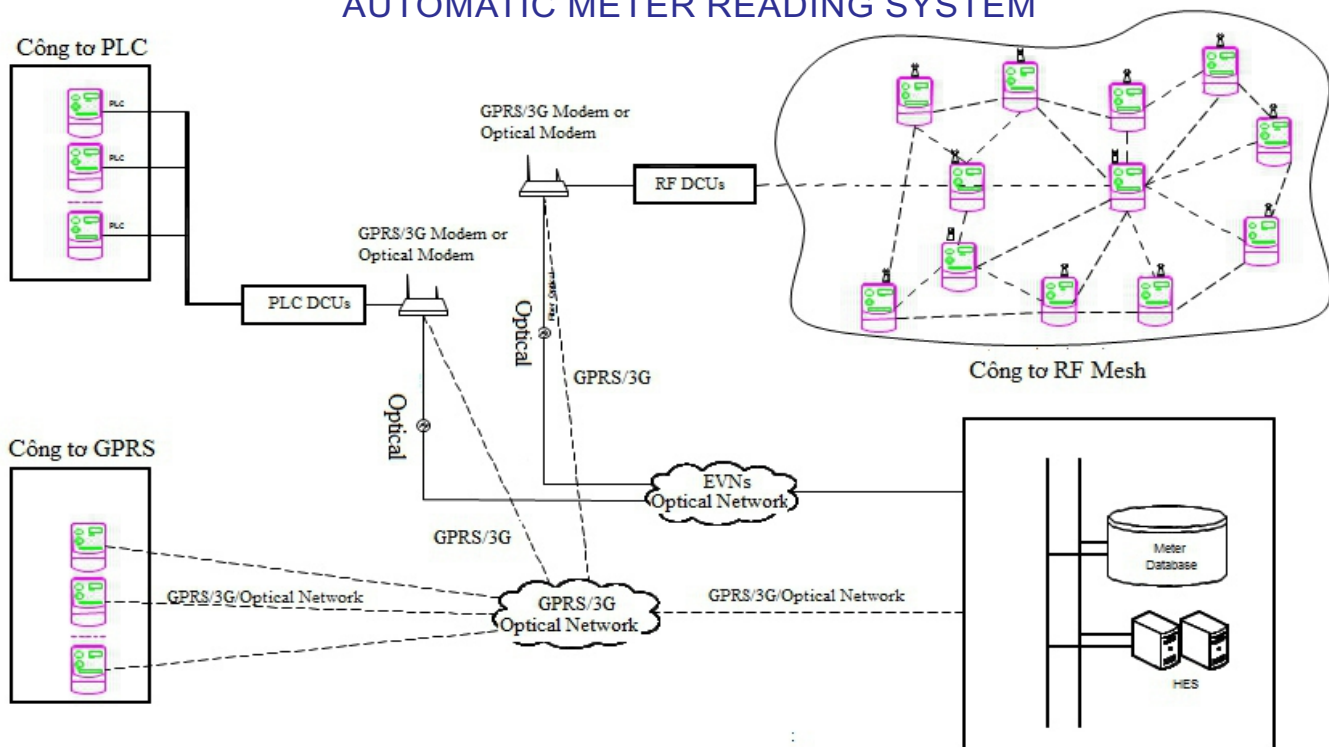 AUTOMATIC METER READING SYSTEM
Công tơ PLC
PLC
PLC
PLC
GPRS/3G Modem or
Optical Modem
RF DCUs
GPRS/3G Modem or
Optical Modem
PLC DCUs
Optical
GPRS/3G
Optical
Công tơ RF Mesh
Công tơ GPRS
EVNs
Optical Network
GPRS/3G
Meter
Database
GPRS/3G/Optical Network
GPRS/3G
Optical Network
GPRS/3G/Optical Network
HES